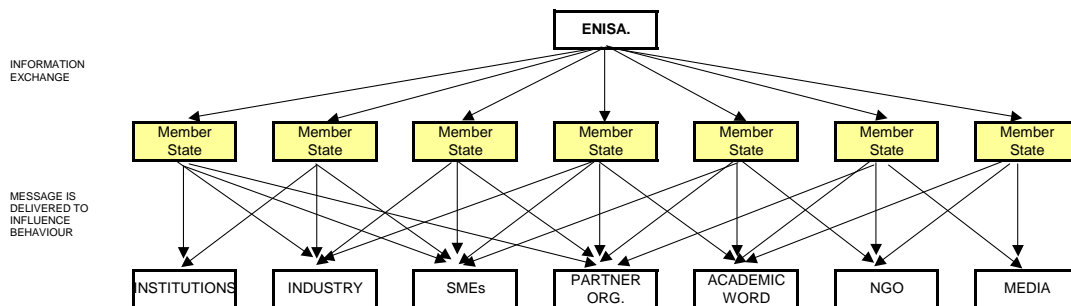 ENISA.
INFORMATION
EXCHANGE
Member
State
Member
State
Member
State
Member
State
Member
State
Member
State
Member
State
MESSAGE IS
DELIVERED TO
INFLUENCE
BEHAVIOUR
INSTITUTIONS
INDUSTRY
SMEs
PARTNER
ORG.
ACADEMIC
WORD
NGO
MEDIA